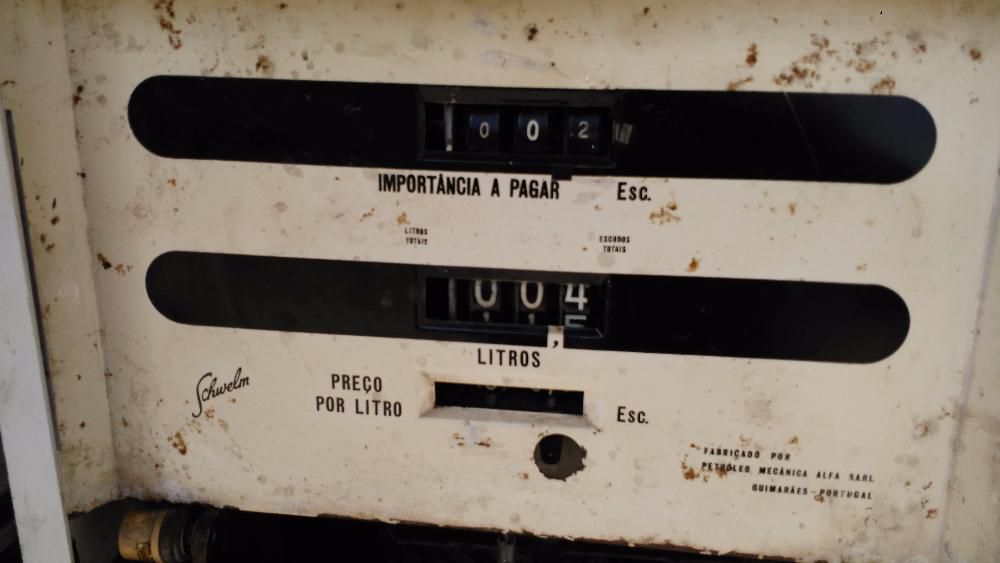 0 0 2
IMPORTÂNCIA A PAGAR Esc.
LITROS TOTAIS
ESCUDOS TOTAIS
0 0 4
5
,
LITROS
Schwelm
PREÇO
POR LITRO
Esc.
FABRICADO POR
PETRÓLEO MECÂNICA ALFA SARL
GUIMARÃES-PORTUGAL